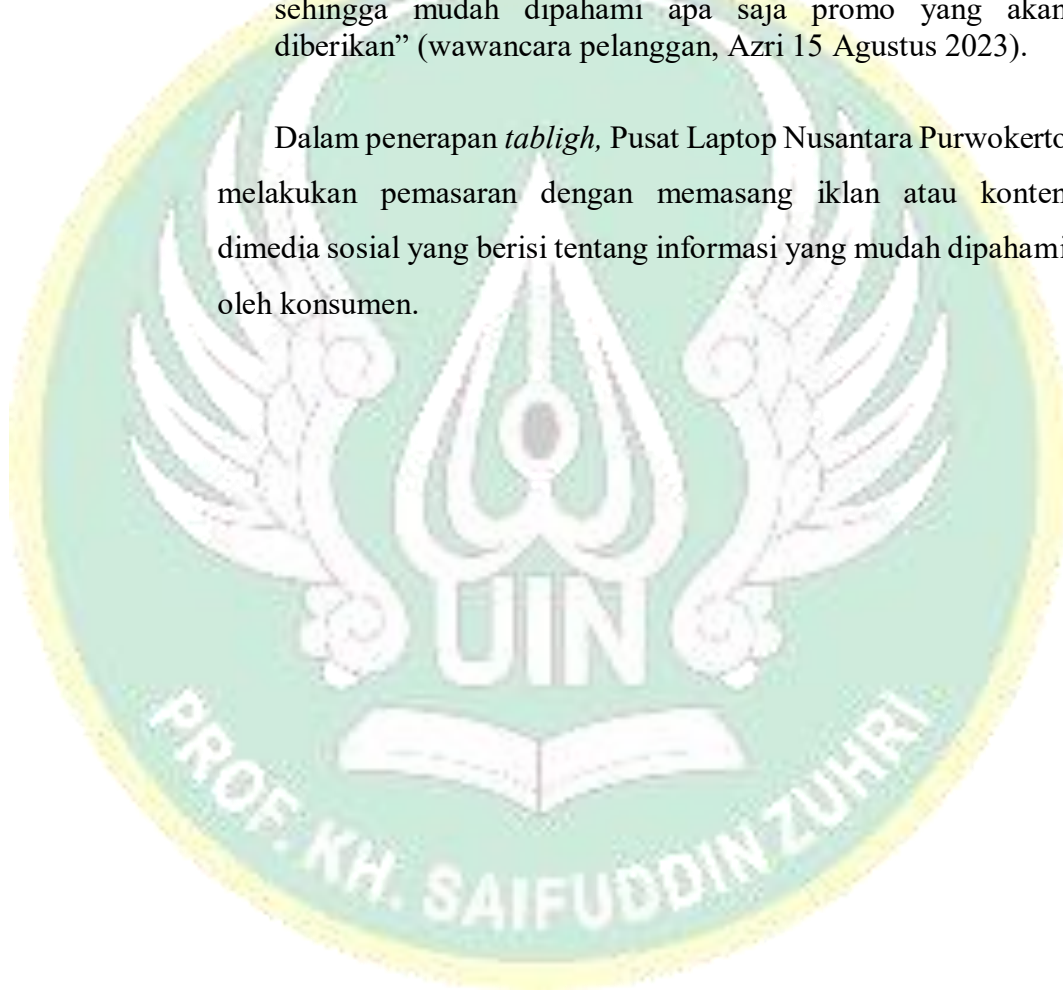 sehingga mudah dipahami apa saja promo yang akan
diberikan” (wawancara pelanggan, Azri 15 Agustus 2023).
Dalam penerapan tabligh, Pusat Laptop Nusantara Purwokerto
melakukan pemasaran dengan memasang iklan atau konten
dimedia sosial yang berisi tentang informasi yang mudah dipahami
oleh konsumen.
UIN
PROF. KH. SAIFUDDIN ZUHRI